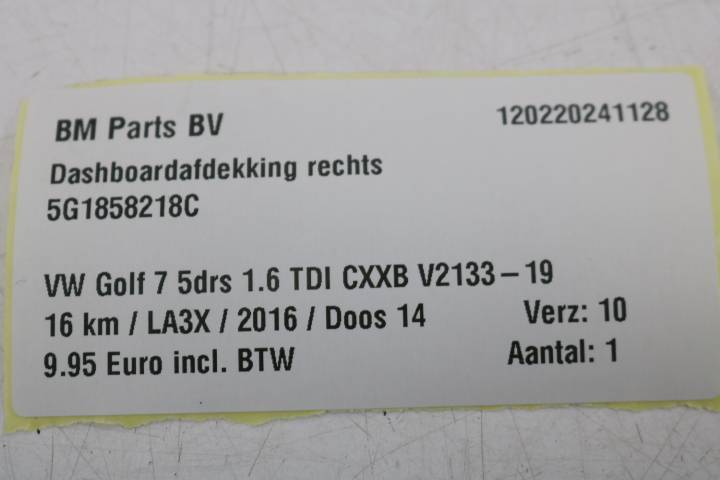 BM Parts BV 120220241128
Dashboardafdekking rechts
5G1858218C
VW Golf 7 5drs 1.6 TDI CXXB V2133-19
16 km / LA3X / 2016 / Doos 14 Verz: 10
9.95 Euro incl. BTW Aantal: 1